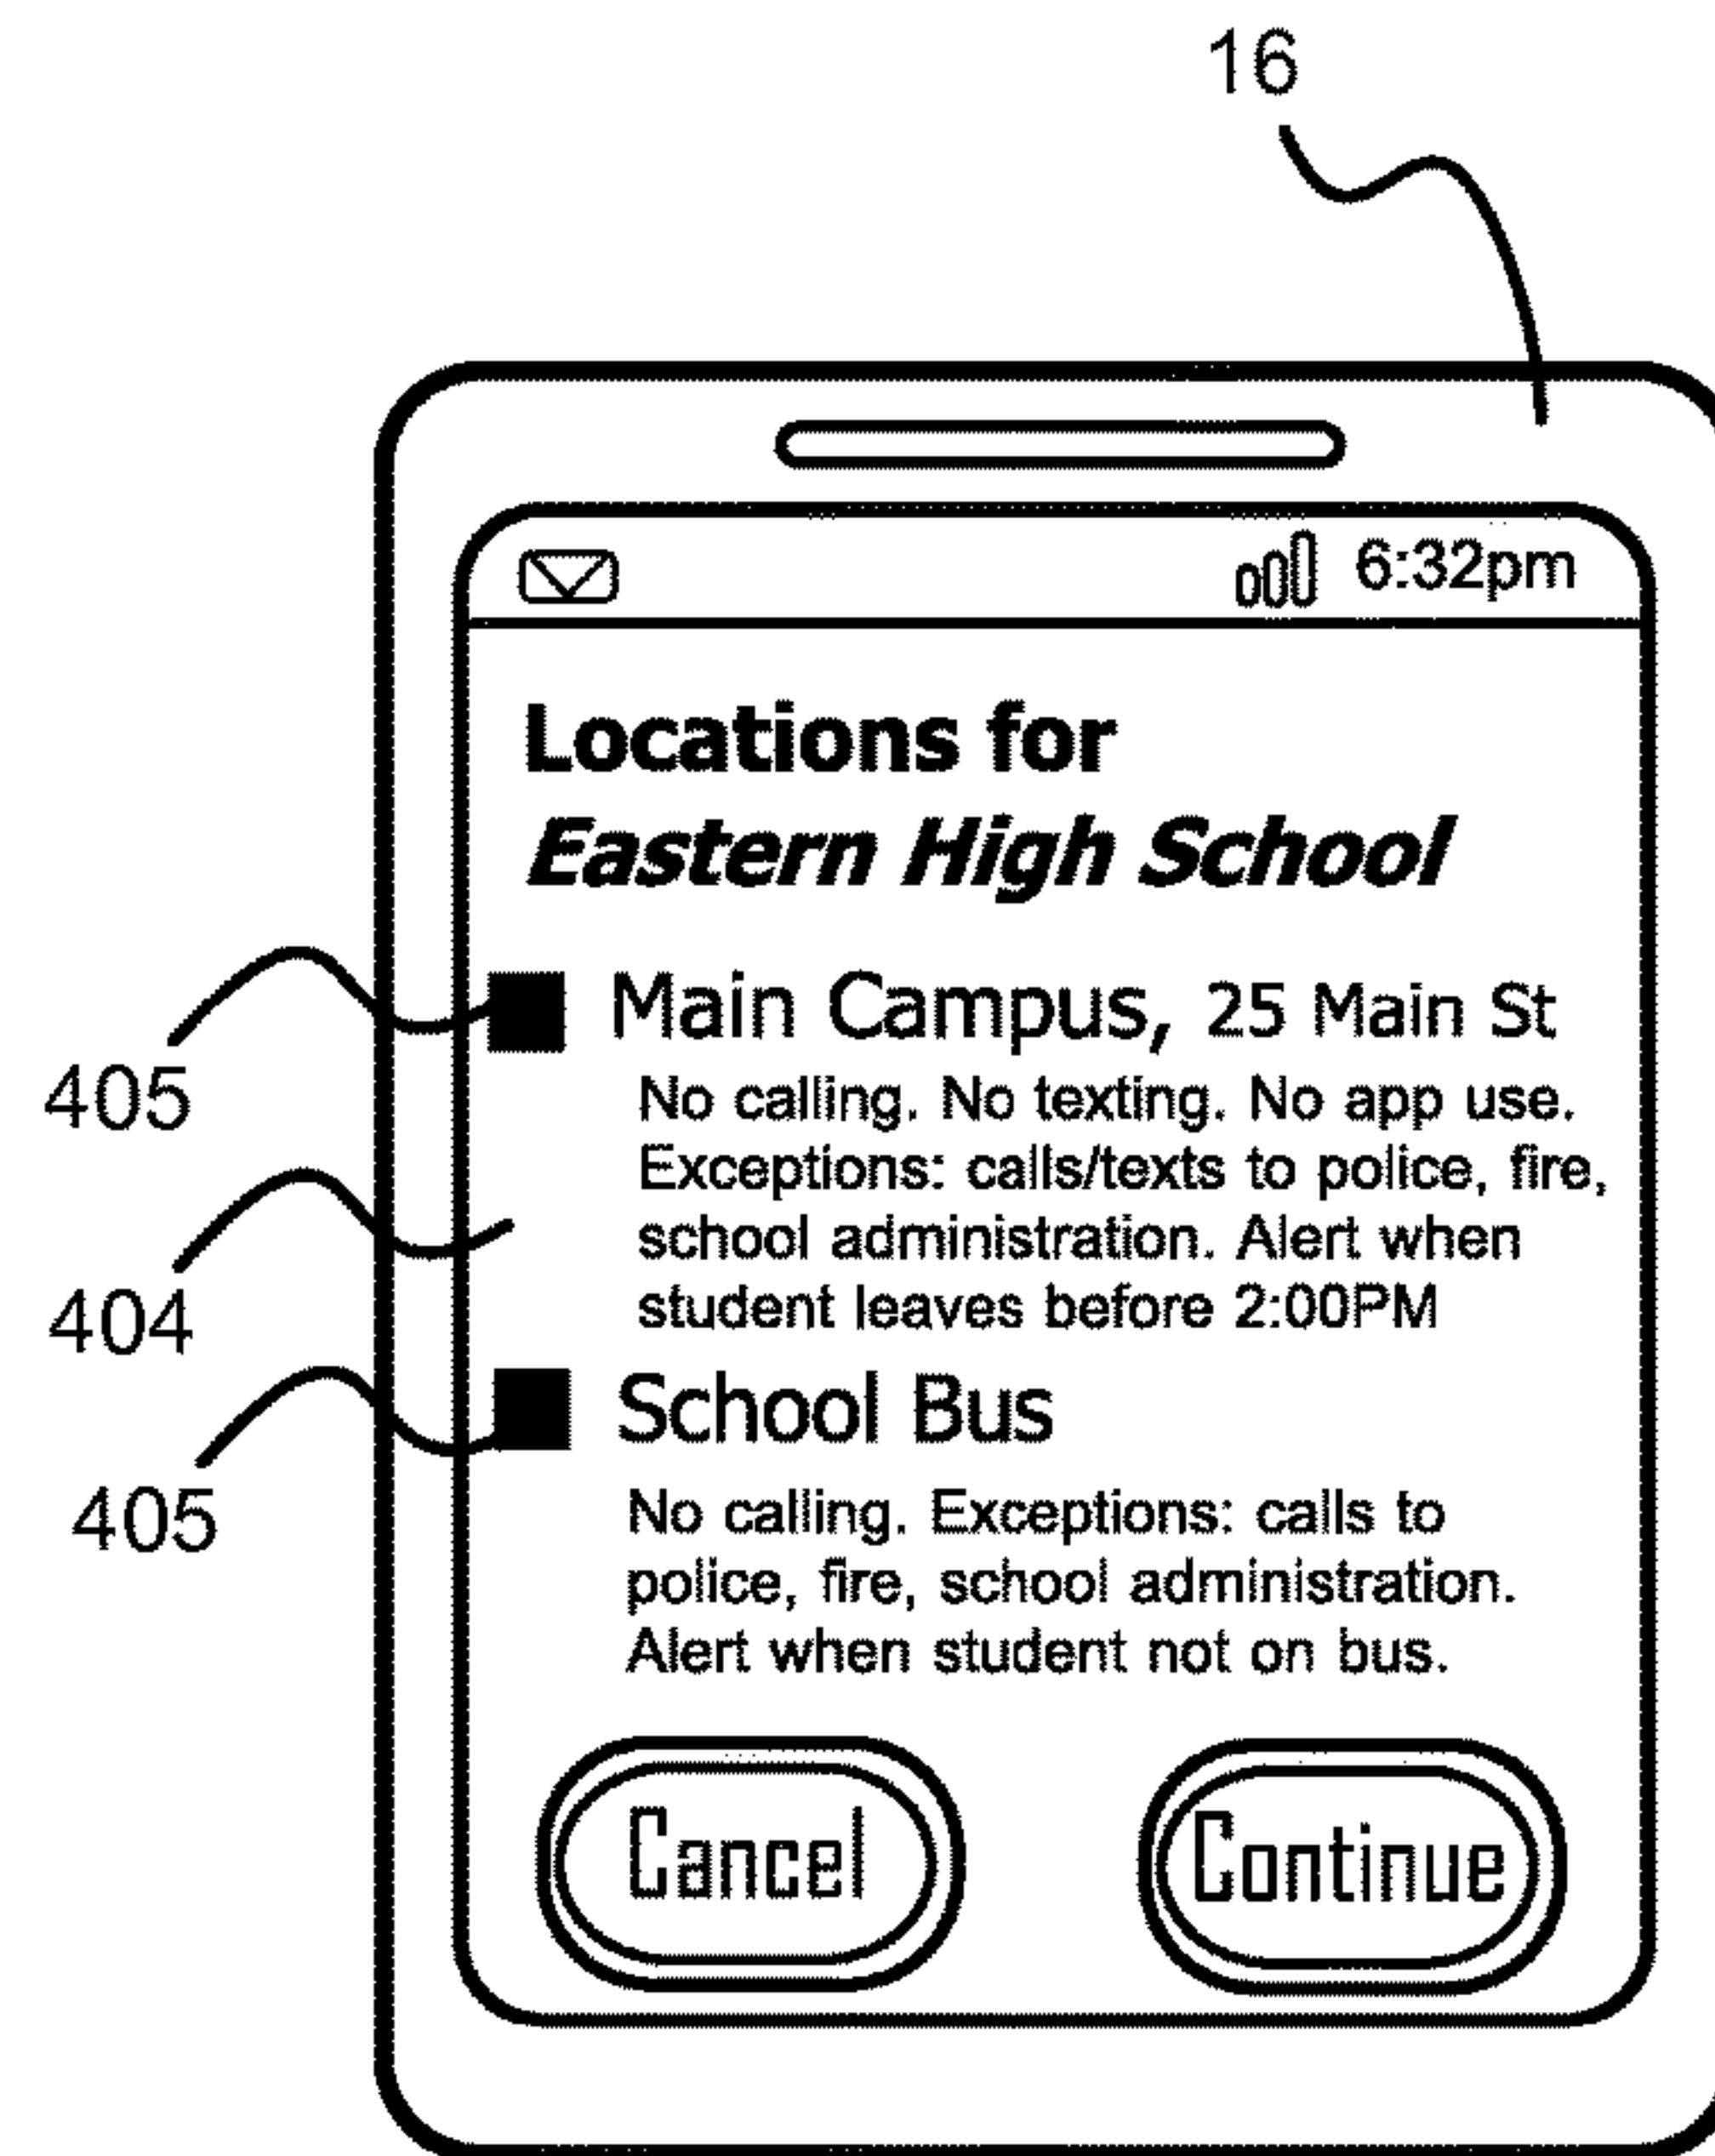 16
6:32pm
Locations for
Eastern High School
Main Campus, 25 Main St
405
No calling. No texting. No app use.
Exceptions: calls/texts to police, fire,
school administration. Alert when
404
student leaves before 2:00PM
School Bus
405
No calling. Exceptions: calls to
police, fire, school administration.
Alert when student not on bus.
Cancel
Continue